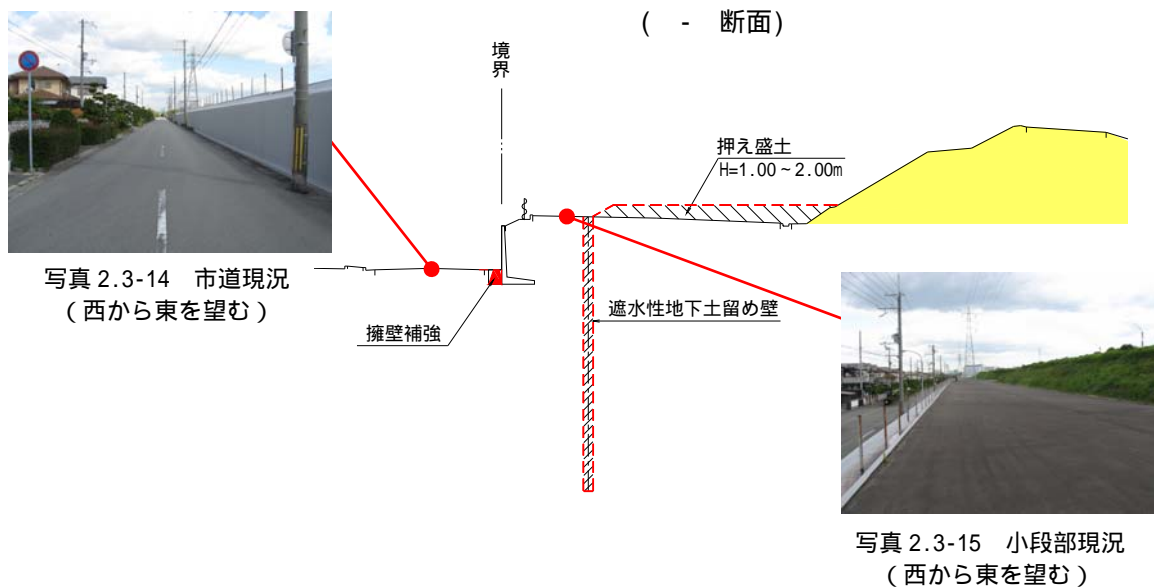 ( - 断面)
境界
押え盛土
H=1.00~2.00m
写真 2.3-14 市道現況
(西から東を望む)
擁壁補強
遮水性地下土留め壁
写真 2.3-15 小段部現況
(西から東を望む)